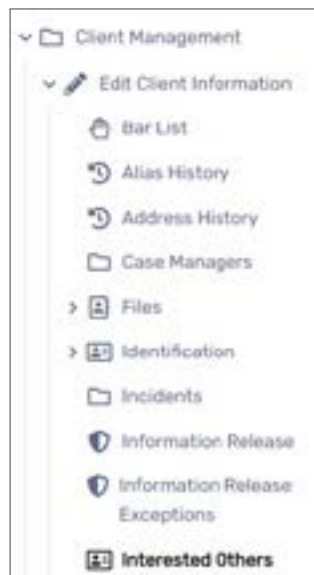 Client Management
Edit Client Information
Bar List
Alias History
Address History
Case Managers
Files
Identification
Incidents
Information Release
Information Release
Exceptions
Interested Others